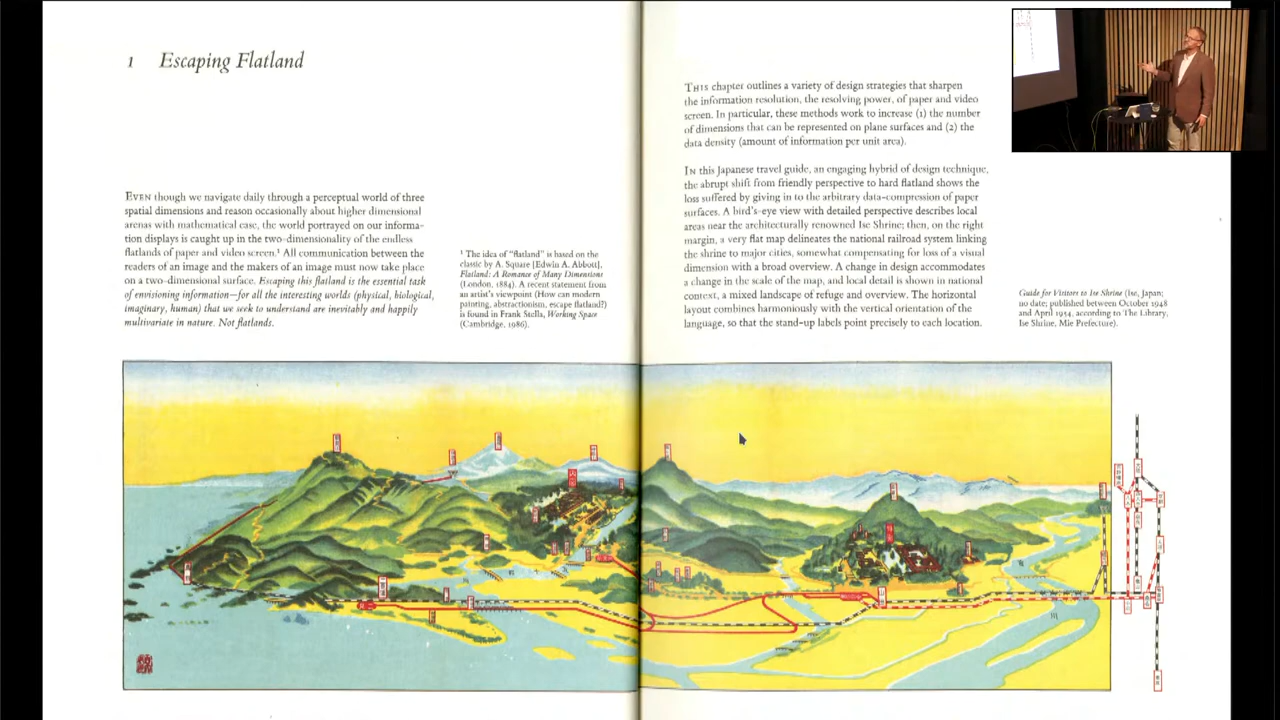 1 Escaping Flatland
EVEN though we navigate daily through a perceptual world of three
spatial dimensions and reason occasionally about higher dimensional
arenas with mathematical ease, the world portrayed on our informa-
tion displays is caught up in the two-dimensionality of the endless
flatlands of paper and video screen.¹ All communication between the
readers of an image and the makers of an image must now take place
on a two-dimensional surface. Escaping this flatland is the essential task
of envisioning information—for all the interesting worlds (physical, biological,
imaginary, human) that we seek to understand are inevitably and happily
multivariate in nature. Not flatlands.
¹ The idea of "flatland" is based on the
classic by A. Square [Edwin A. Abbott],
Flatland: A Romance of Many Dimensions
(London, 1884). A recent statement from
an artist's viewpoint (How can modern
painting, abstractionism, escape flatland?)
is found in Frank Stella, Working Space
(Cambridge, 1986).
THIS chapter outlines a variety of design strategies that sharpen
the information resolution, the resolving power, of paper and video
screen. In particular, these methods work to increase (1) the number
of dimensions that can be represented on plane surfaces and (2) the
data density (amount of information per unit area).
IN this Japanese travel guide, an engaging hybrid of design technique,
the abrupt shift from friendly perspective to hard flatland shows the
loss suffered by giving in to the arbitrary data-compression of paper
surfaces. A bird's-eye view with detailed perspective describes local
areas near the architecturally renowned Ise Shrine; then, on the right
margin, a very flat map delineates the national railroad system linking
the shrine to major cities, somewhat compensating for loss of a visual
dimension with a broad overview. A change in design accommodates
a change in the scale of the map, and local detail is shown in national
context, a mixed landscape of refuge and overview. The horizontal
layout combines harmoniously with the vertical orientation of the
language, so that the stand-up labels point precisely to each location.
Guide for Visitors to Ise Shrine (Ise, Japan;
no date; published between October 1948
and April 1954, according to The Library,
Ise Shrine, Mie Prefecture).